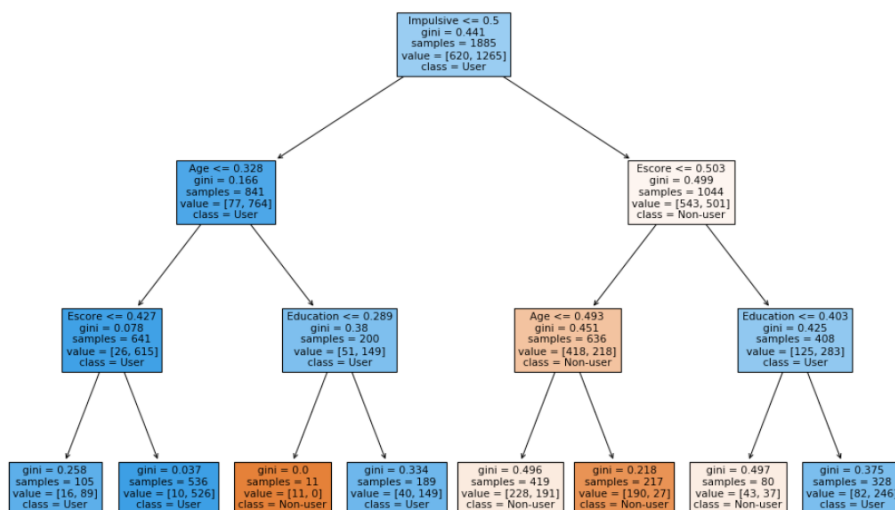 Impulsive <= 0.5
gini = 0.441
samples = 1885
value = [620, 1265]
class = User
Age <= 0.328
gini = 0.166
samples = 841
value = [77, 764]
class = User
Escore <= 0.503
gini = 0.499
samples = 1044
value = [543, 501]
class = Non-user
Escore <= 0.427
gini = 0.078
samples = 641
value = [26, 615]
class = User
Education <= 0.289
gini = 0.38
samples = 200
value = [51, 149]
class = User
Age <= 0.493
gini = 0.451
samples = 636
value = [418, 218]
class = Non-user
Education <= 0.403
gini = 0.425
samples = 408
value = [125, 283]
class = User
gini = 0.258
samples = 105
value = [16, 89]
class = User
gini = 0.037
samples = 536
value = [10, 526]
class = User
gini = 0.0
samples = 11
value = [11, 0]
class = Non-user
gini = 0.334
samples = 189
value = [40, 149]
class = User
gini = 0.496
samples = 419
value = [228, 191]
class = Non-user
gini = 0.218
samples = 217
value = [190, 27]
class = Non-user
gini = 0.497
samples = 80
value = [43, 37]
class = Non-user
gini = 0.375
samples = 328
value = [82, 246
class = User